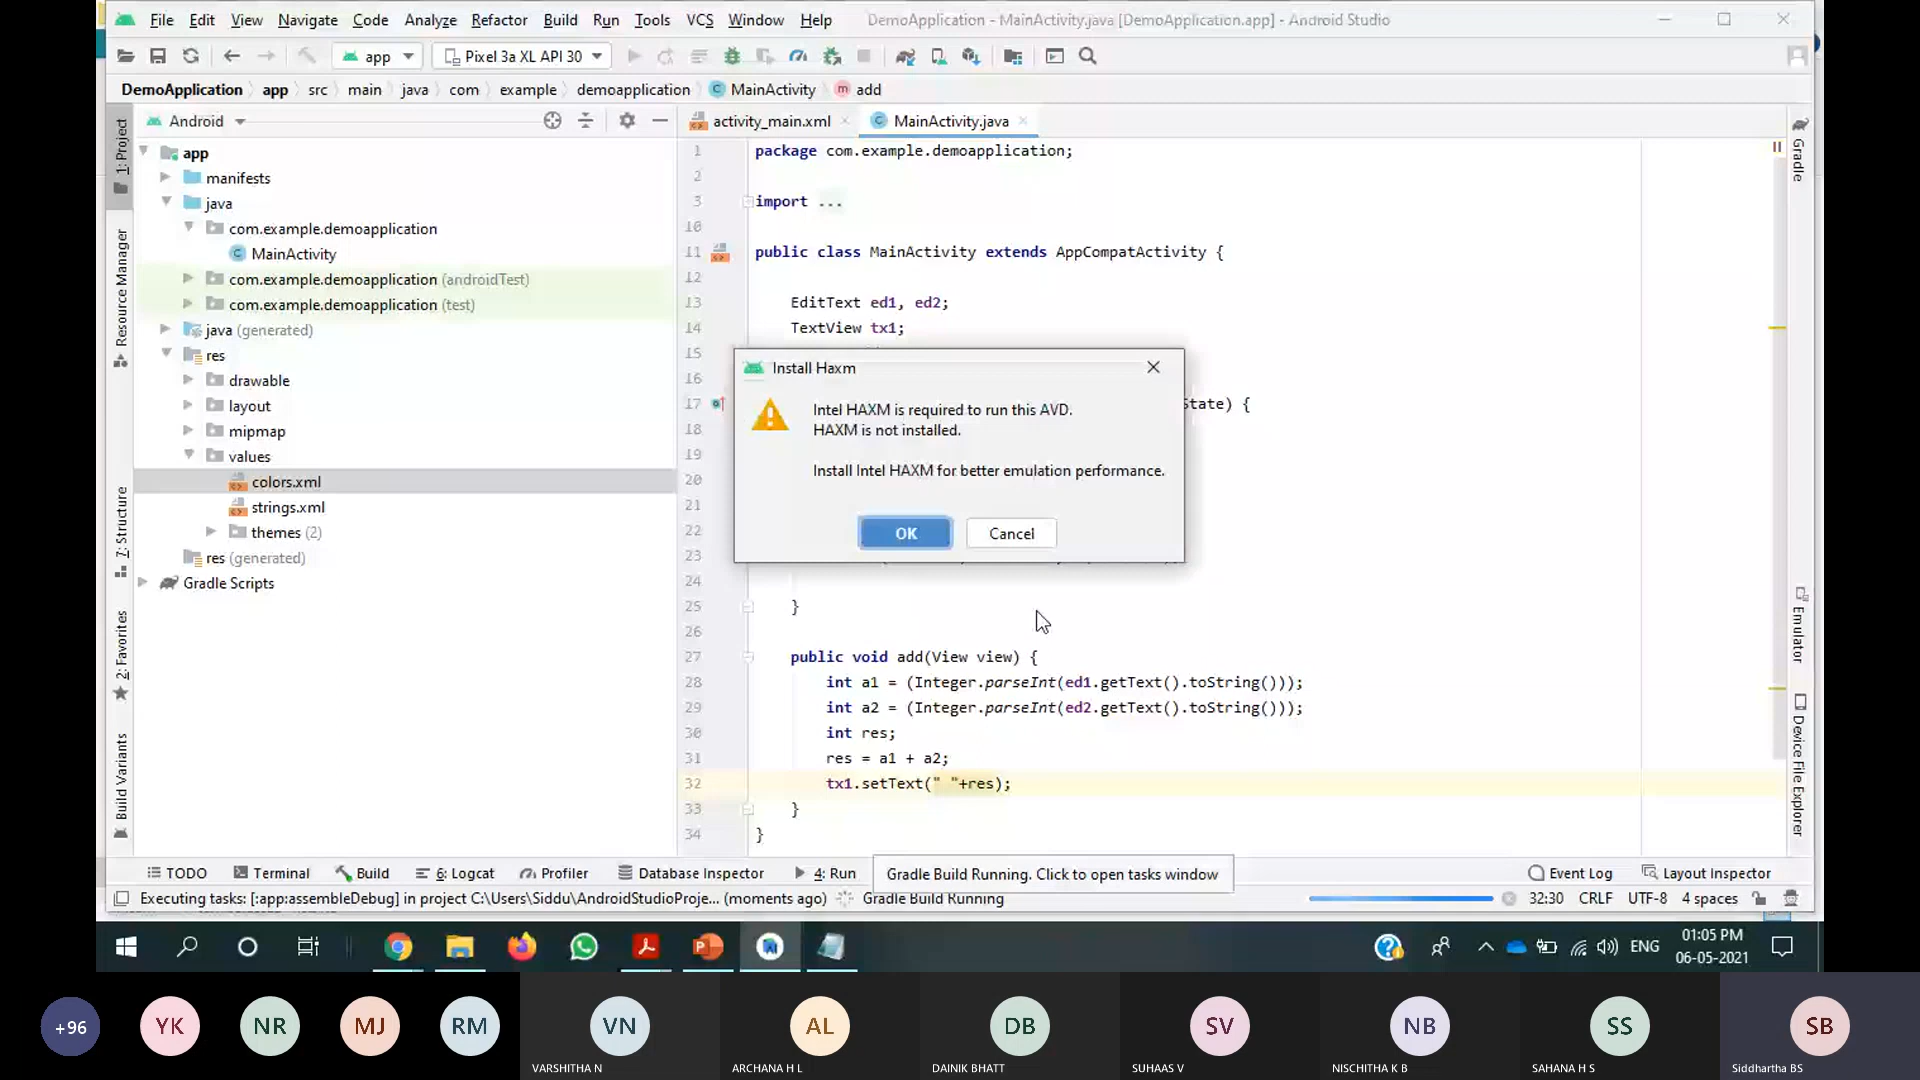 File Edit View Navigate Code Analyze Refactor Build Run Tools VCS Window Help DemoApplication - MainActivity.java [DemoApplication.app] - Android Studio
app Pixel 3a XL API 30
DemoApplication app src main java com example demoapplication MainActivity add
Android
activity_main.xml MainActivity.java
1: Project
Resource Manager
7: Structure
2: Favorites
Build Variants
app
manifests
java
com.example.demoapplication
MainActivity
com.example.demoapplication (androidTest)
com.example.demoapplication (test)
java (generated)
res
drawable
layout
mipmap
values
colors.xml
strings.xml
themes (2)
res (generated)
Gradle Scripts
1 package com.example.demoapplication;
2
3 import ...
10
11 public class MainActivity extends AppCompatActivity {
12
13 EditText ed1, ed2;
14 TextView tx1;
15
16
17 State) {
18
19
20
21
22
23
24
25 }
26
27 public void add(View view) {
28 int a1 = (Integer.parseInt(ed1.getText().toString()));
29 int a2 = (Integer.parseInt(ed2.getText().toString()));
30 int res;
31 res = a1 + a2;
32 tx1.setText(" "+res);
33 }
34 }
Install Haxm
Intel HAXM is required to run this AVD.
HAXM is not installed.
Install Intel HAXM for better emulation performance.
OK Cancel
Gradle
Emulator
Device File Explorer
TODO Terminal Build 6: Logcat Profiler Database Inspector 4: Run Gradle Build Running. Click to open tasks window Event Log Layout Inspector
Executing tasks: [:app:assembleDebug] in project C:\Users\Siddu\AndroidStudioProje... (moments ago) Gradle Build Running 32:30 CRLF UTF-8 4 spaces
ENG
01:05 PM
06-05-2021
+96 YK NR MJ RM VN AL DB SV NB SS SB
VARSHITHA N ARCHANA H L DAINIK BHATT SUHAAS V NISCHITHA K B SAHANA H S Siddhartha BS